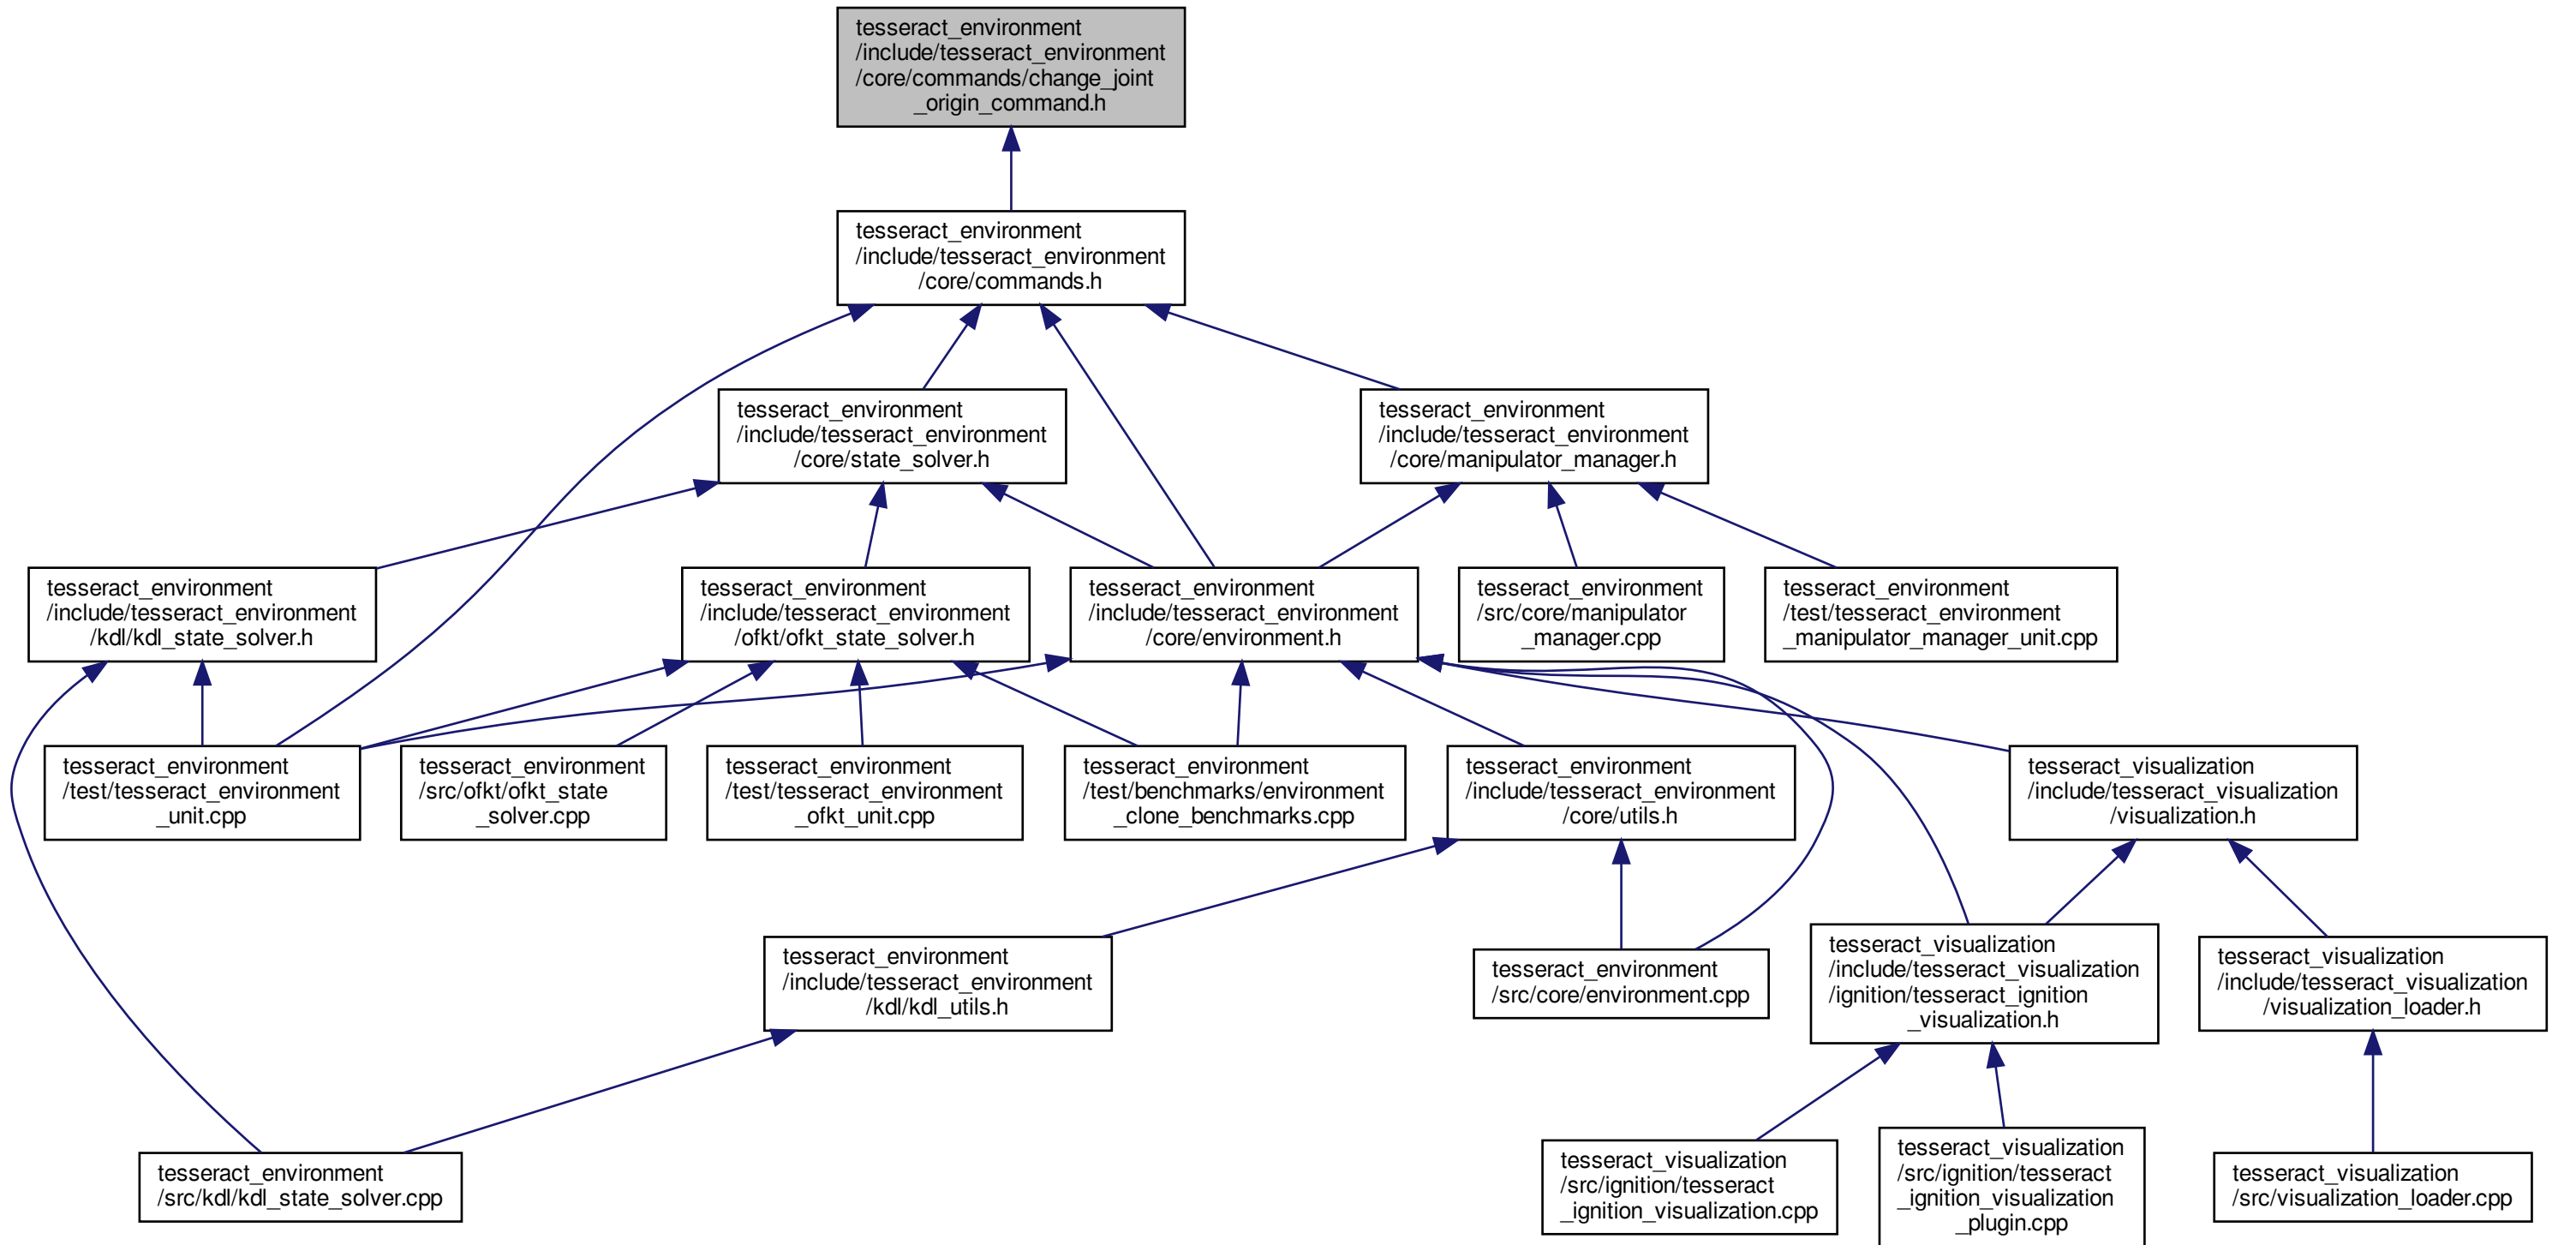 tesseract_environment
/include/tesseract_environment
/core/commands/change_joint
_origin_command.h
tesseract_environment
/include/tesseract_environment
/core/commands.h
tesseract_environment
/include/tesseract_environment
/core/state_solver.h
tesseract_environment
/include/tesseract_environment
/core/manipulator_manager.h
tesseract_environment
/include/tesseract_environment
/kdl/kdl_state_solver.h
tesseract_environment
/include/tesseract_environment
/ofkt/ofkt_state_solver.h
tesseract_environment
/include/tesseract_environment
/core/environment.h
tesseract_environment
/src/core/manipulator
_manager.cpp
tesseract_environment
/test/tesseract_environment
_manipulator_manager_unit.cpp
tesseract_environment
/test/tesseract_environment
_unit.cpp
tesseract_environment
/src/ofkt/ofkt_state
_solver.cpp
tesseract_environment
/test/tesseract_environment
_ofkt_unit.cpp
tesseract_environment
/test/benchmarks/environment
_clone_benchmarks.cpp
tesseract_environment
/include/tesseract_environment
/core/utils.h
tesseract_visualization
/include/tesseract_visualization
/visualization.h
tesseract_environment
/include/tesseract_environment
/kdl/kdl_utils.h
tesseract_environment
/src/core/environment.cpp
tesseract_visualization
/include/tesseract_visualization
/ignition/tesseract_ignition
_visualization.h
tesseract_visualization
/include/tesseract_visualization
/visualization_loader.h
tesseract_environment
/src/kdl/kdl_state_solver.cpp
tesseract_visualization
/src/ignition/tesseract
_ignition_visualization.cpp
tesseract_visualization
/src/ignition/tesseract
_ignition_visualization
_plugin.cpp
tesseract_visualization
/src/visualization_loader.cpp